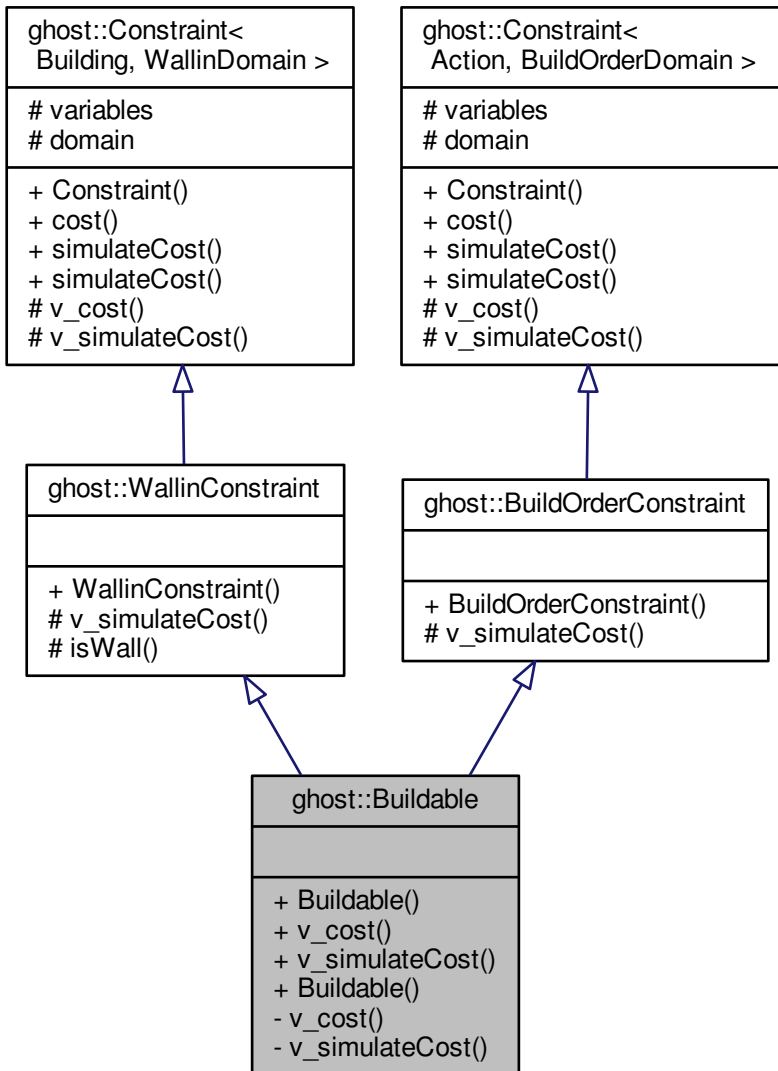 ghost::Constraint<
Building, WallinDomain >
# variables
# domain
+ Constraint()
+ cost()
+ simulateCost()
+ simulateCost()
# v_cost()
# v_simulateCost()
ghost::Constraint<
Action, BuildOrderDomain >
# variables
# domain
+ Constraint()
+ cost()
+ simulateCost()
+ simulateCost()
# v_cost()
# v_simulateCost()
ghost::WallinConstraint
+ WallinConstraint()
# v_simulateCost()
# isWall()
ghost::BuildOrderConstraint
+ BuildOrderConstraint()
# v_simulateCost()
ghost::Buildable
+ Buildable()
+ v_cost()
+ v_simulateCost()
+ Buildable()
- v_cost()
- v_simulateCost()